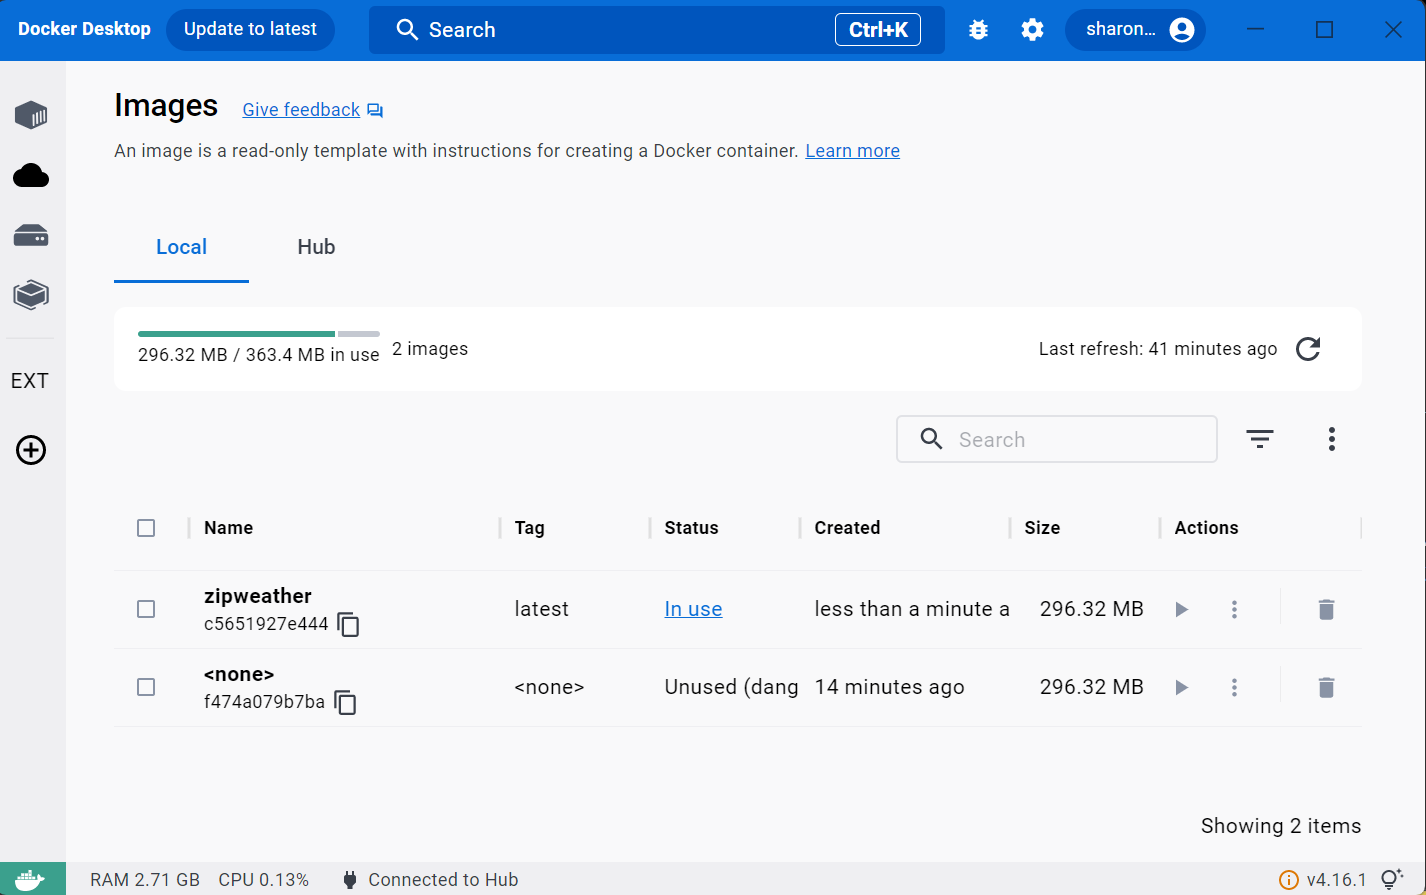 Docker Desktop Update to latest Search Ctrl+K sharon...
Images Give feedback
An image is a read-only template with instructions for creating a Docker container. Learn more
Local Hub
296.32 MB / 363.4 MB in use 2 images Last refresh: 41 minutes ago
EXT
Search
Name Tag Status Created Size Actions
zipweather
c5651927e444 latest In use less than a minute a 296.32 MB
<none>
f474a079b7ba <none> Unused (dang 14 minutes ago 296.32 MB
Showing 2 items
RAM 2.71 GB CPU 0.13% Connected to Hub v4.16.1